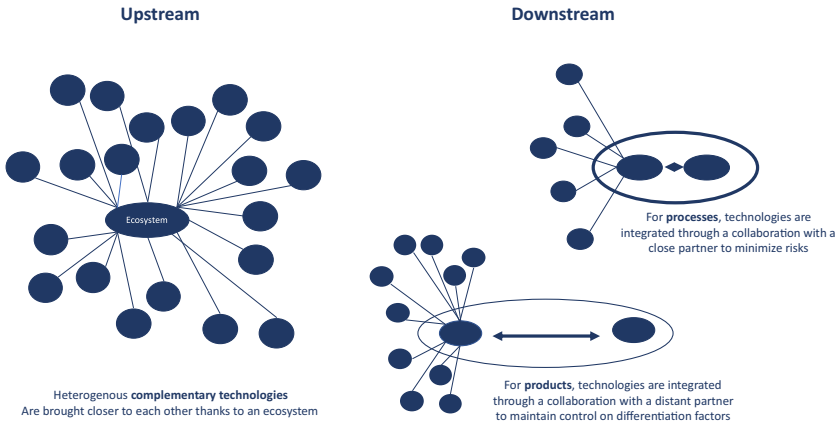 Upstream
Downstream
Ecosystem
For processes, technologies are
integrated through a collaboration with a
close partner to minimize risks
Heterogenous complementary technologies
Are brought closer to each other thanks to an ecosystem
For products, technologies are integrated
through a collaboration with a distant partner
to maintain control on differentiation factors